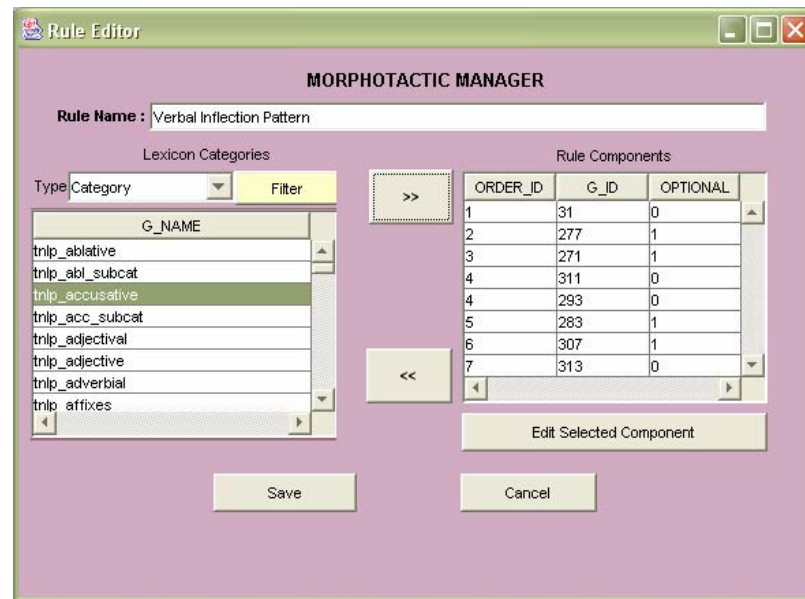 Rule Editor
MORPHOTACTIC MANAGER
Rule Name : Verbal Inflection Pattern
Lexicon Categories
Type Category Filter
G_NAME
tnlp_ablative
tnlp_abl_subcat
tnlp_accusative
tnlp_acc_subcat
tnlp_adjectival
tnlp_adjective
tnlp_adverbial
tnlp_affixes
>>
<<
Rule Components
ORDER_ID G_ID OPTIONAL
1 31 0
2 277 1
3 271 1
4 311 0
4 293 0
5 283 1
6 307 1
7 313 0
Edit Selected Component
Save Cancel